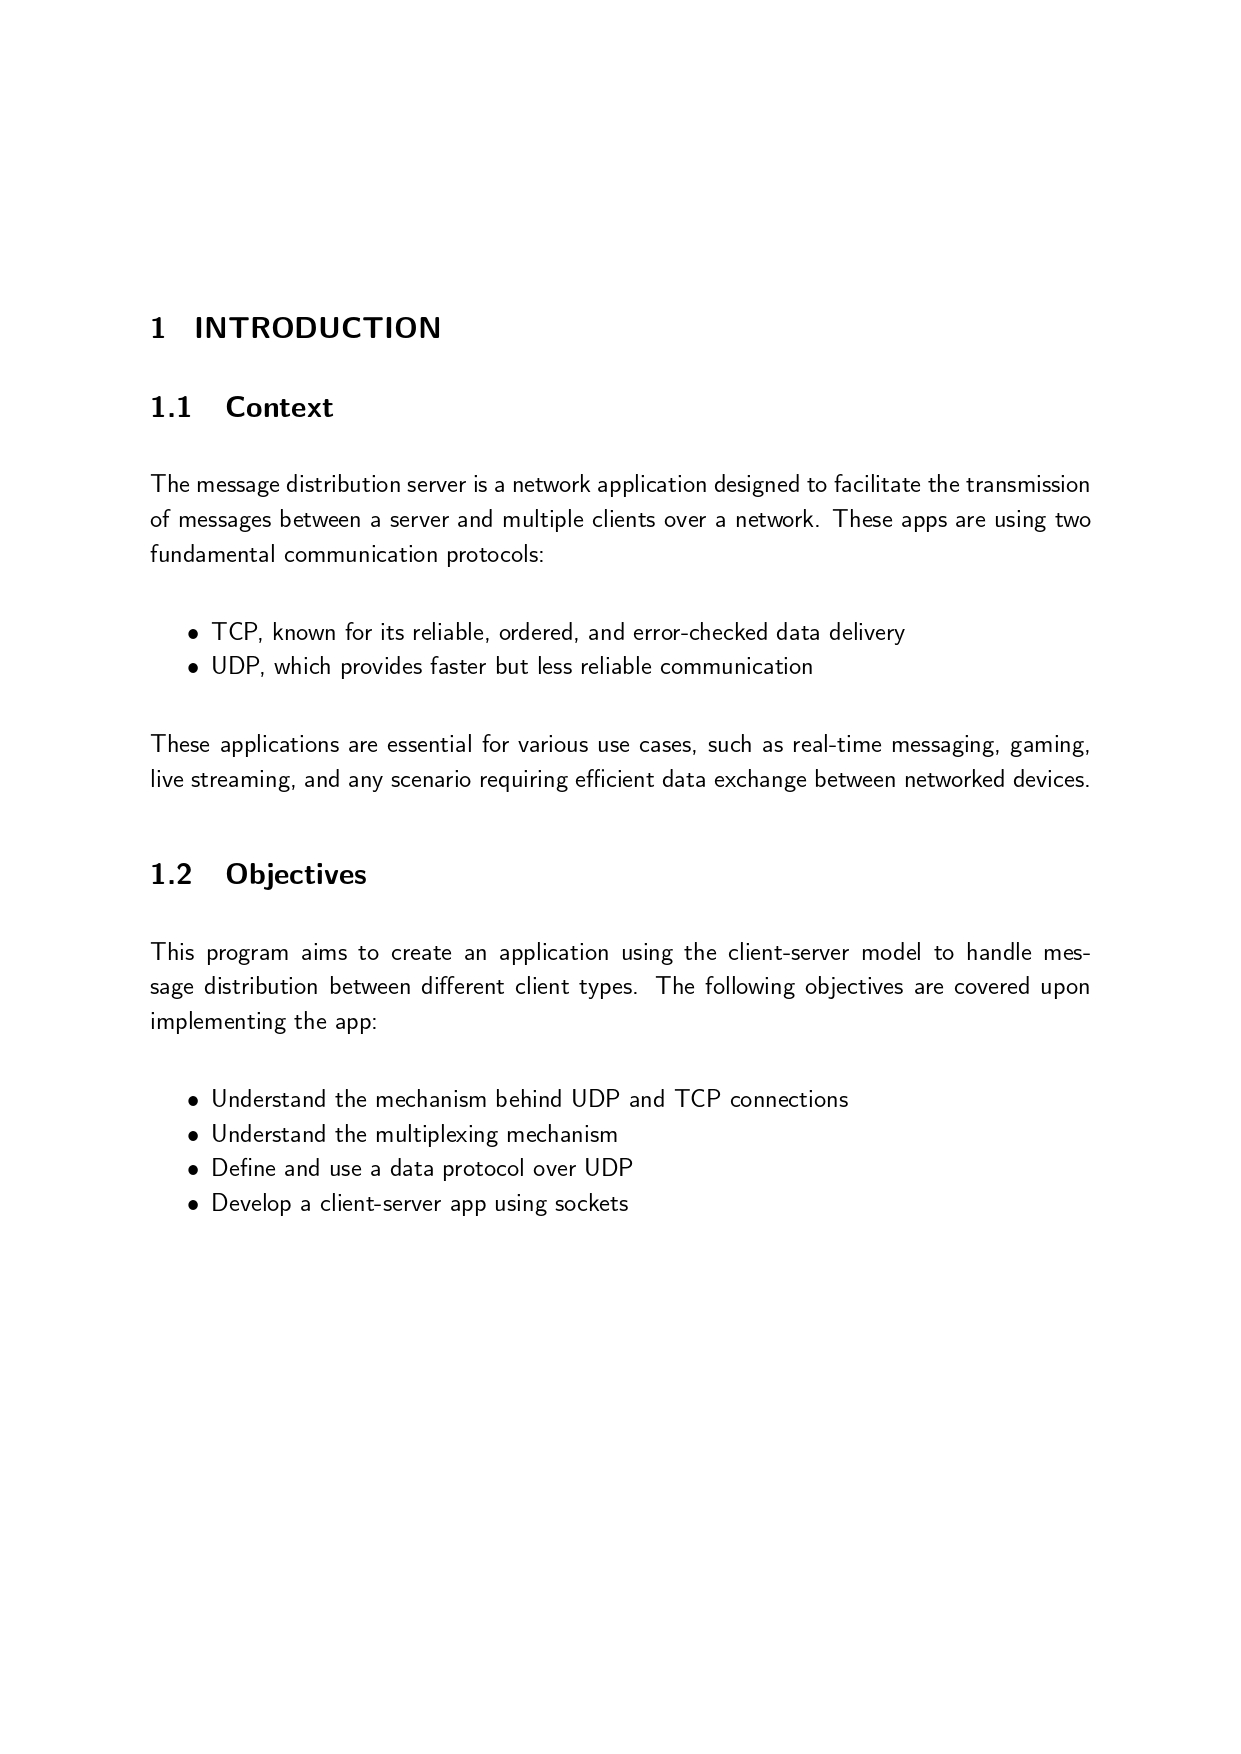 1 INTRODUCTION
1.1 Context
The message distribution server is a network application designed to facilitate the transmission
of messages between a server and multiple clients over a network. These apps are using two
fundamental communication protocols:
• TCP, known for its reliable, ordered, and error-checked data delivery
• UDP, which provides faster but less reliable communication
These applications are essential for various use cases, such as real-time messaging, gaming,
live streaming, and any scenario requiring efficient data exchange between networked devices.
1.2 Objectives
This program aims to create an application using the client-server model to handle mes-
sage distribution between different client types. The following objectives are covered upon
implementing the app:
• Understand the mechanism behind UDP and TCP connections
• Understand the multiplexing mechanism
• Define and use a data protocol over UDP
• Develop a client-server app using sockets